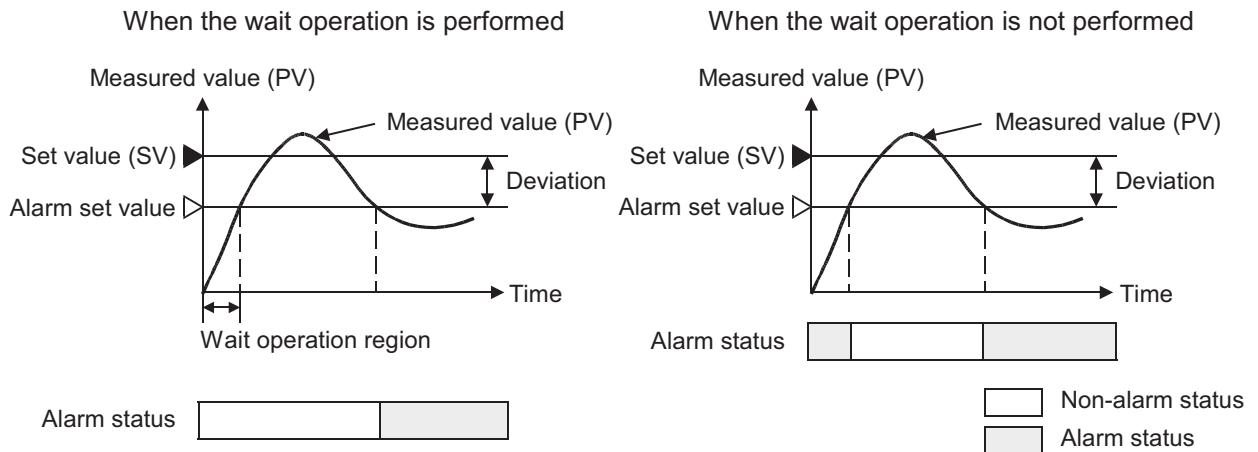 When the wait operation is performed
Measured value (PV)
Measured value (PV)
Set value (SV)
Deviation
Alarm set value
Time
Wait operation region
Alarm status
When the wait operation is not performed
Measured value (PV)
Measured value (PV)
Set value (SV)
Deviation
Alarm set value
Time
Alarm status
Non-alarm status
Alarm status